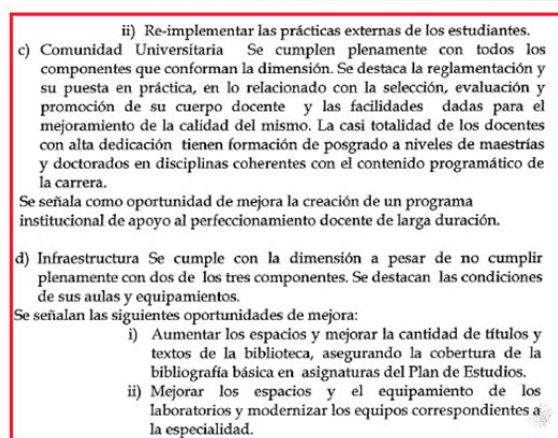 ii) Re-implementar las prácticas externas de los estudiantes.
c) Comunidad Universitaria Se cumplen plenamente con todos los
componentes que conforman la dimensión. Se destaca la reglamentación y
su puesta en práctica, en lo relacionado con la selección, evaluación y
promoción de su cuerpo docente y las facilidades dadas para el
mejoramiento de la calidad del mismo. La casi totalidad de los docentes
con alta dedicación tienen formación de posgrado a niveles de maestrías
y doctorados en disciplinas coherentes con el contenido programático de
la carrera.
Se señala como oportunidad de mejora la creación de un programa
institucional de apoyo al perfeccionamiento docente de larga duración.
d) Infraestructura Se cumple con la dimensión a pesar de no cumplir
plenamente con dos de los tres componentes. Se destacan las condiciones
de sus aulas y equipamientos.
Se señalan las siguientes oportunidades de mejora:
i) Aumentar los espacios y mejorar la cantidad de títulos y
textos de la biblioteca, asegurando la cobertura de la
bibliografía básica en asignaturas del Plan de Estudios.
ii) Mejorar los espacios y el equipamiento de los
laboratorios y modernizar los equipos correspondientes a
la especialidad.